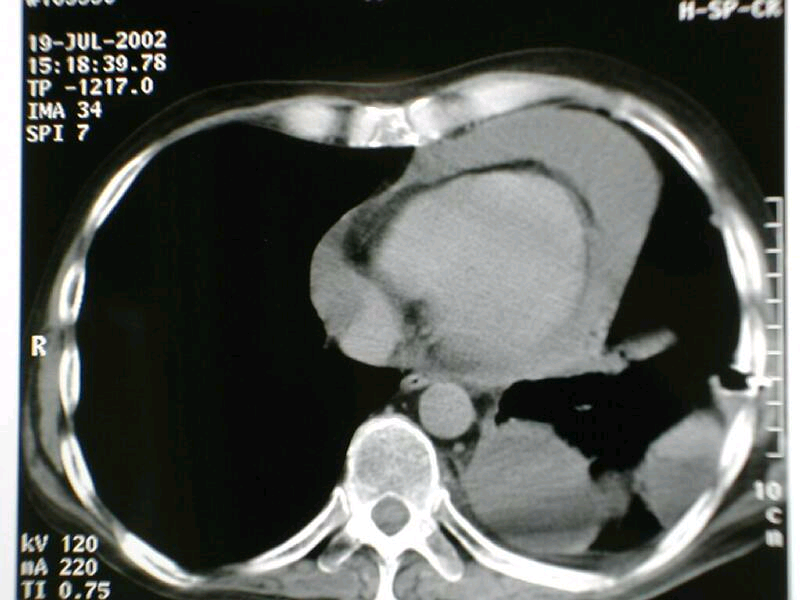 H-SP-CR
19-JUL-2002
15:18:39.78
TP -1217.0
IMA 34
SPI 7
R
10
c
m
kV 120
mA 220
TI 0.75